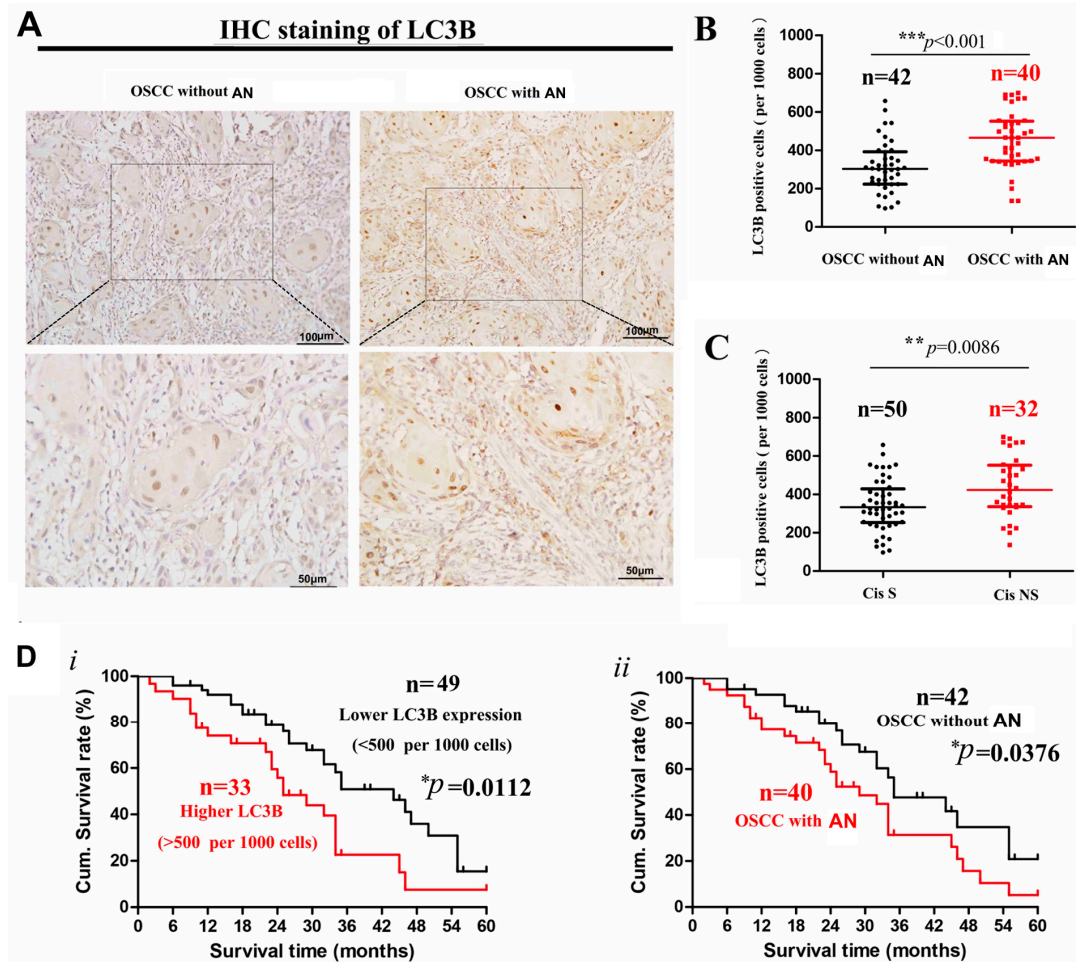 A
IHC staining of LC3B
OSCC without AN
OSCC with AN
100μm
100μm
50μm
50μm
B
LC3B positive cells ( per 1000 cells )
1000
800
600
400
200
0
***p<0.001
n=42
n=40
OSCC without AN
OSCC with AN
C
LC3B positive cells ( per 1000 cells )
1000
800
600
400
200
0
**p=0.0086
n=50
n=32
Cis S
Cis NS
D
i
Cum. Survival rate (%)
100
80
60
40
20
0
n=49
Lower LC3B expression
(<500 per 1000 cells)
*p=0.0112
n=33
Higher LC3B
(>500 per 1000 cells)
0 6 12 18 24 30 36 42 48 54 60
Survival time (months)
ii
Cum. Survival rate (%)
100
80
60
40
20
0
n=42
OSCC without AN
*p=0.0376
n=40
OSCC with AN
0 6 12 18 24 30 36 42 48 54 60
Survival time (months)